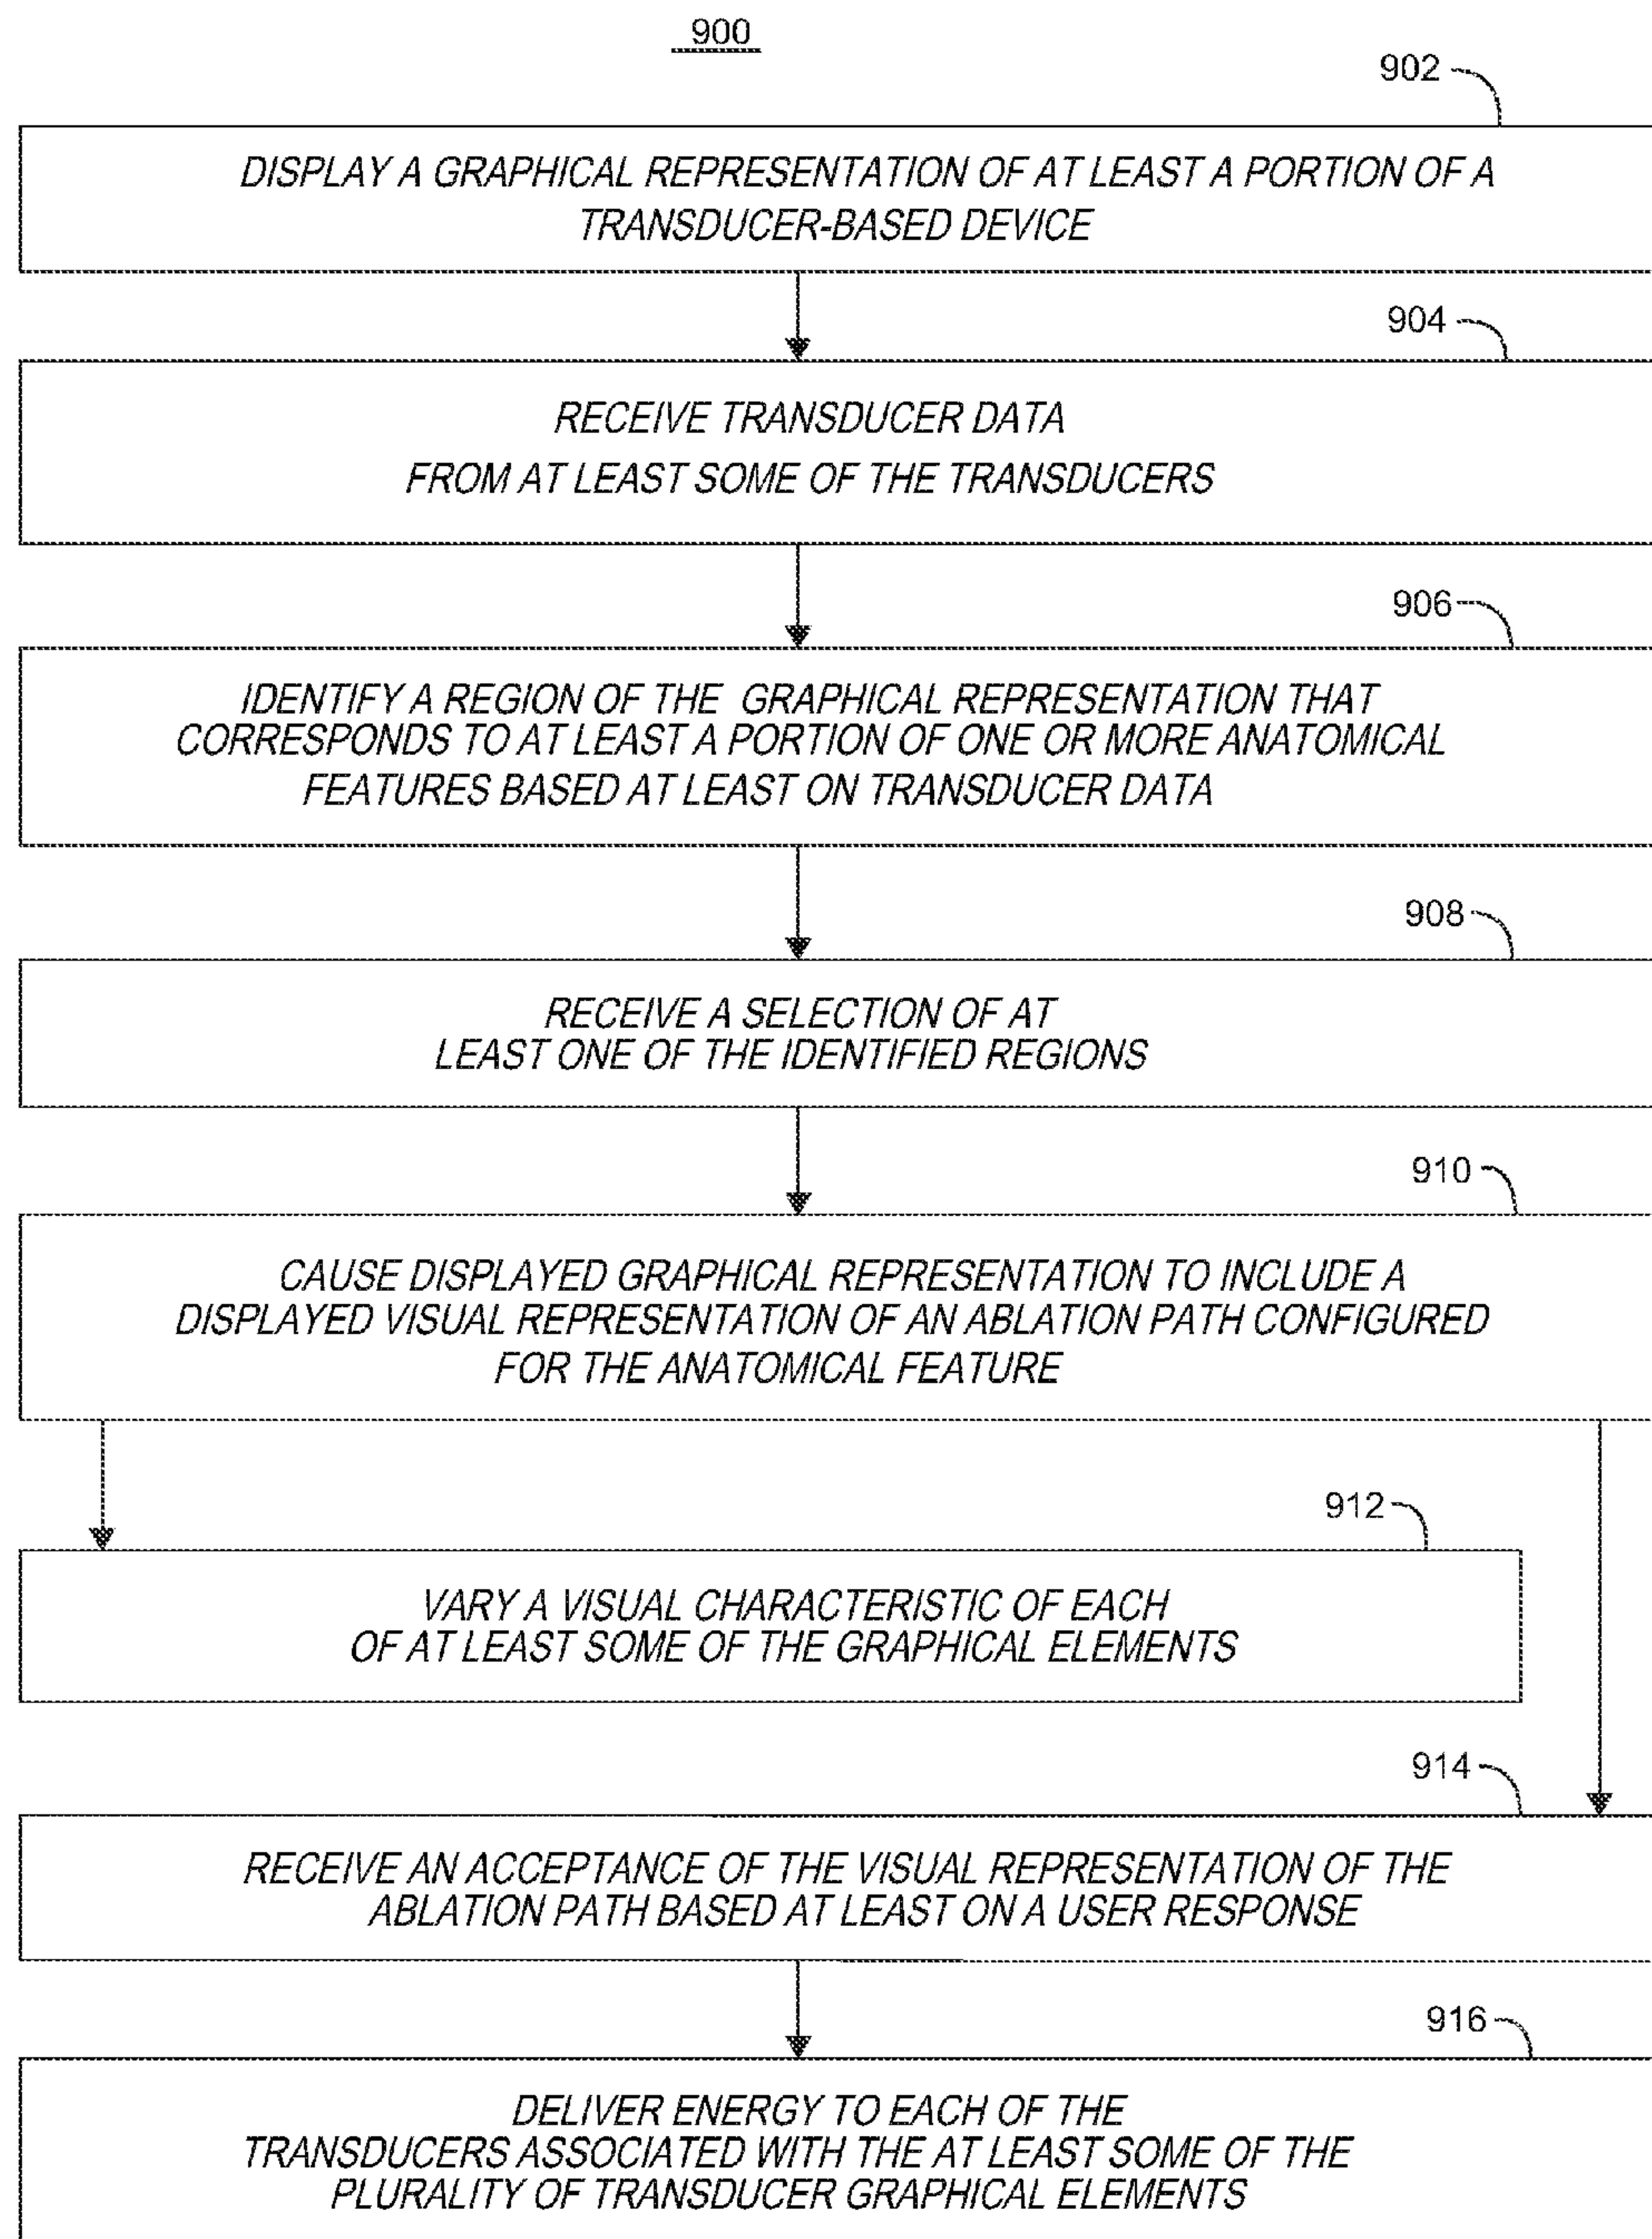 900
902
DISPLAY A GRAPHICAL REPRESENTATION OF AT LEAST A PORTION OF A
TRANSDUCER-BASED DEVICE
904
RECEIVE TRANSDUCER DATA
FROM AT LEAST SOME OF THE TRANSDUCERS
906
IDENTIFY A REGION OF THE GRAPHICAL REPRESENTATION THAT
CORRESPONDS TO AT LEAST A PORTION OF ONE OR MORE ANATOMICAL
FEATURES BASED AT LEAST ON TRANSDUCER DATA
908
RECEIVE A SELECTION OF AT
LEAST ONE OF THE IDENTIFIED REGIONS
910
CAUSE DISPLAYED GRAPHICAL REPRESENTATION TO INCLUDE A
DISPLAYED VISUAL REPRESENTATION OF AN ABLATION PATH CONFIGURED
FOR THE ANATOMICAL FEATURE
912
VARY A VISUAL CHARACTERISTIC OF EACH
OF AT LEAST SOME OF THE GRAPHICAL ELEMENTS
914
RECEIVE AN ACCEPTANCE OF THE VISUAL REPRESENTATION OF THE
ABLATION PATH BASED AT LEAST ON A USER RESPONSE
916
DELIVER ENERGY TO EACH OF THE
TRANSDUCERS ASSOCIATED WITH THE AT LEAST SOME OF THE
PLURALITY OF TRANSDUCER GRAPHICAL ELEMENTS